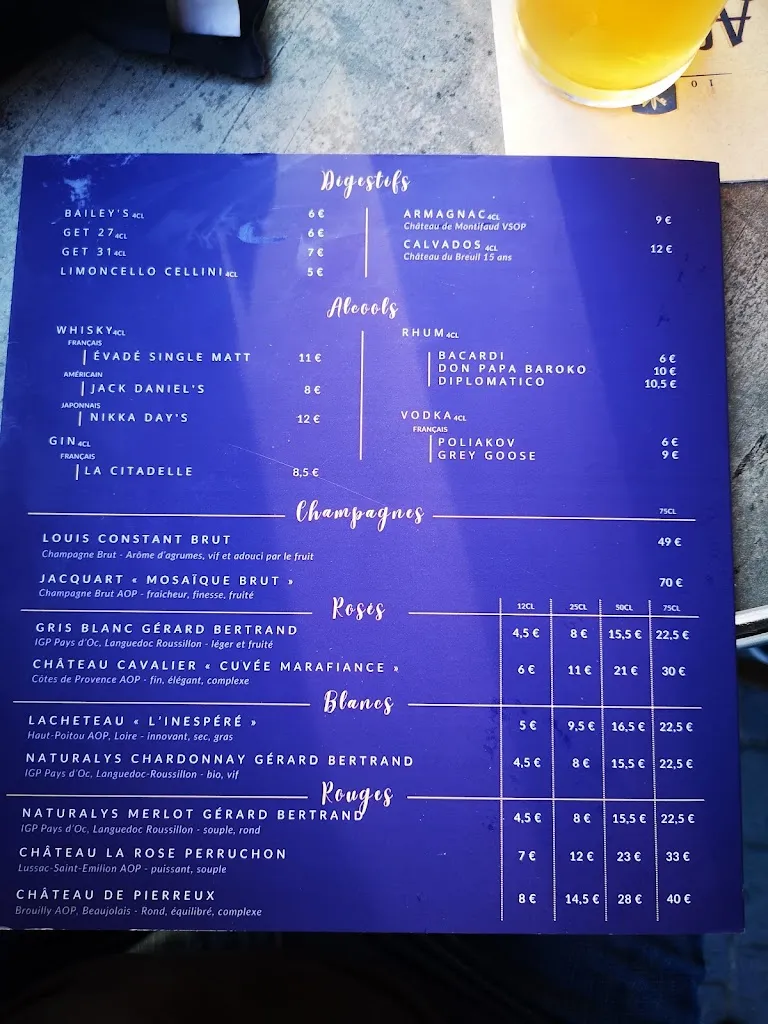 Digestifs
BAILEY'S 4CL 6 €
GET 27 4CL 6 €
GET 31 4CL 7 €
LIMONCELLO CELLINI 4CL 5 €
ARMAGNAC 4CL 9 €
Château de Montifaud VSOP
CALVADOS 4CL 12 €
Château du Breuil 15 ans
Alcools
WHISKY 4CL
FRANÇAIS
ÉVADÉ SINGLE MATT 11 €
AMÉRICAIN
JACK DANIEL'S 8 €
JAPONNAIS
NIKKA DAY'S 12 €
GIN 4CL
FRANÇAIS
LA CITADELLE 8,5 €
RHUM 4CL
BACARDI 6 €
DON PAPA BAROKO 10 €
DIPLOMATICO 10,5 €
VODKA 4CL
FRANÇAIS
POLIAKOV 6 €
GREY GOOSE 9 €
Champagnes 75CL
LOUIS CONSTANT BRUT 49 €
Champagne Brut - Arôme d'agrumes, vif et adouci par le fruit
JACQUART « MOSAÏQUE BRUT » 70 €
Champagne Brut AOP - fraicheur, finesse, fruité
Rosés 12CL 25CL 50CL 75CL
GRIS BLANC GÉRARD BERTRAND 4,5 € 8 € 15,5 € 22,5 €
IGP Pays d'Oc, Languedoc Roussillon - léger et fruité
CHÂTEAU CAVALIER « CUVÉE MARAFIANCE » 6 € 11 € 21 € 30 €
Côtes de Provence AOP - fin, élégant, complexe
Blancs
LACHETEAU « L'INESPÉRÉ » 5 € 9,5 € 16,5 € 22,5 €
Haut-Poitou AOP, Loire - innovant, sec, gras
NATURALYS CHARDONNAY GÉRARD BERTRAND 4,5 € 8 € 15,5 € 22,5 €
IGP Pays d'Oc, Languedoc-Roussillon - bio, vif
Rouges
NATURALYS MERLOT GÉRARD BERTRAND 4,5 € 8 € 15,5 € 22,5 €
IGP Pays d'Oc, Languedoc Roussillon - souple, rond
CHÂTEAU LA ROSE PERRUCHON 7 € 12 € 23 € 33 €
Lussac-Saint-Emilion AOP - puissant, souple
CHÂTEAU DE PIERREUX 8 € 14,5 € 28 € 40 €
Brouilly AOP, Beaujolais - Rond, équilibré, complexe